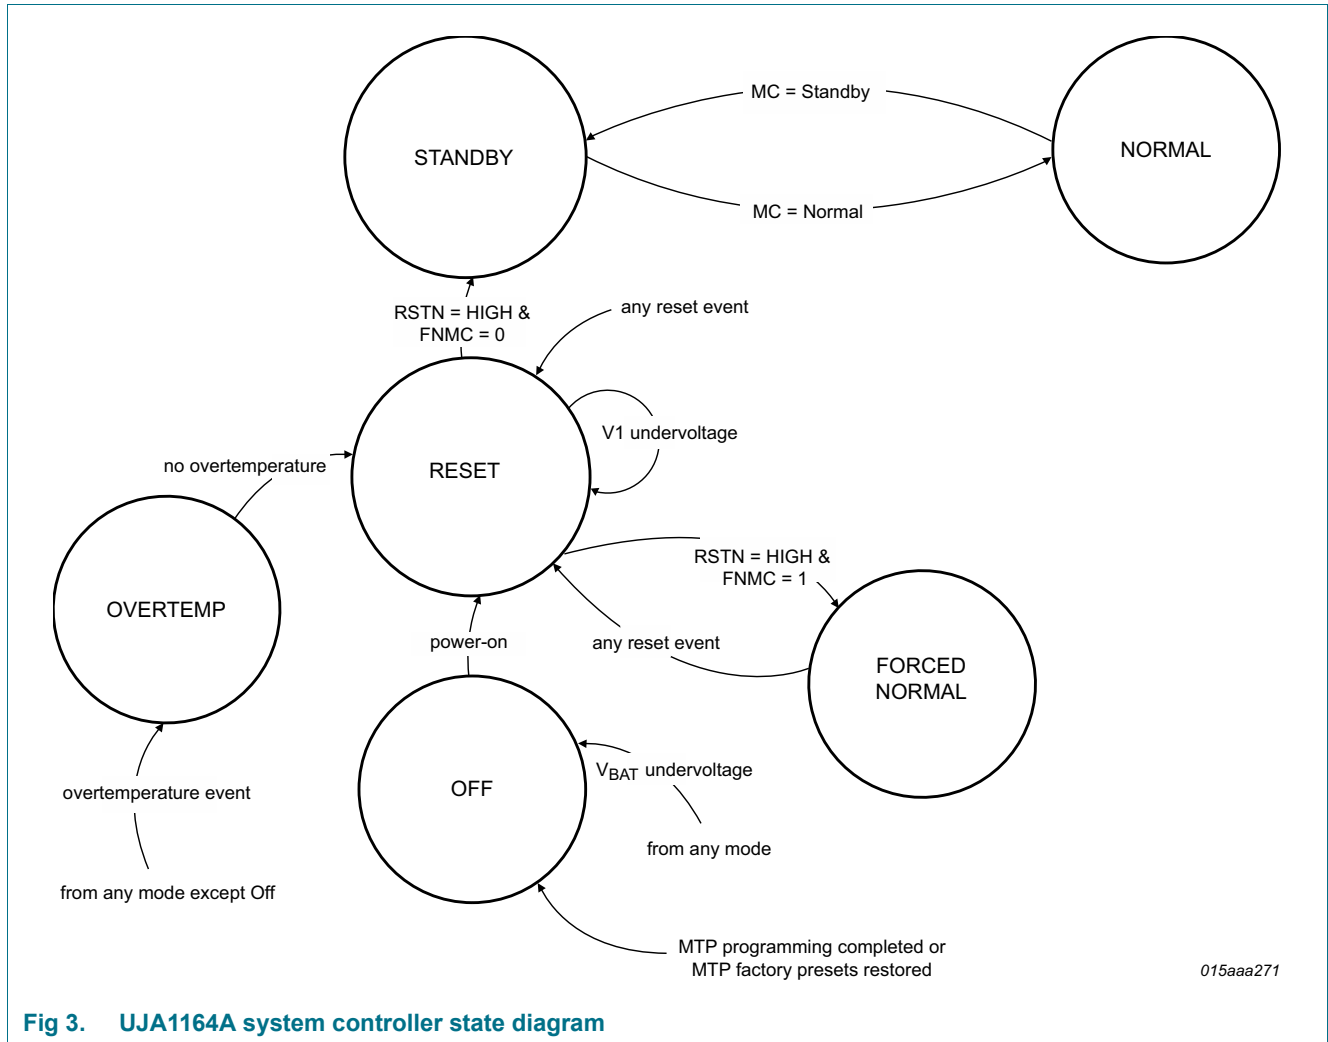 MC = Standby
STANDBY
NORMAL
MC = Normal
RSTN = HIGH &
FNMC = 0
any reset event
V1 undervoltage
no overtemperature
RESET
RSTN = HIGH &
FNMC = 1
OVERTEMP
power-on
any reset event
FORCED
NORMAL
OFF
VBAT undervoltage
overtemperature event
from any mode
from any mode except Off
MTP programming completed or
MTP factory presets restored
015aaa271
Fig 3. UJA1164A system controller state diagram